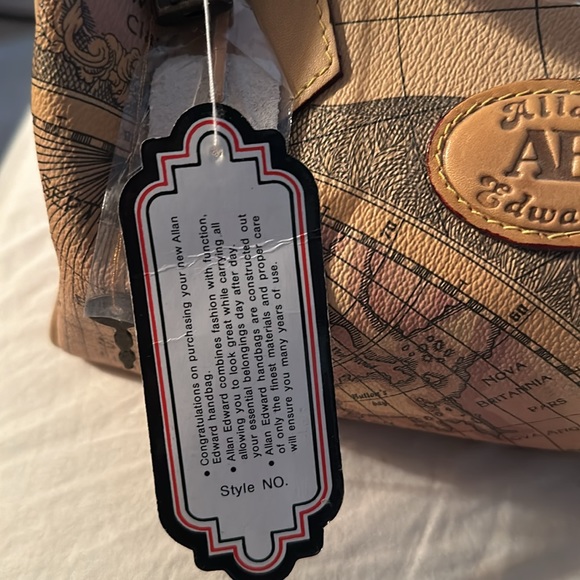 • Congratulations on purchasing your new Allan
Edward handbag.
• Allan Edward combines fashion with function,
allowing you to look great while carrying all
your essential belongings day after day.
• Allan Edward handbags are constructed out
of only the finest materials and proper care
will ensure you many years of use.
Style NO.
Alla
AE
Edwa
NOVA
BRITANNIA
PARS